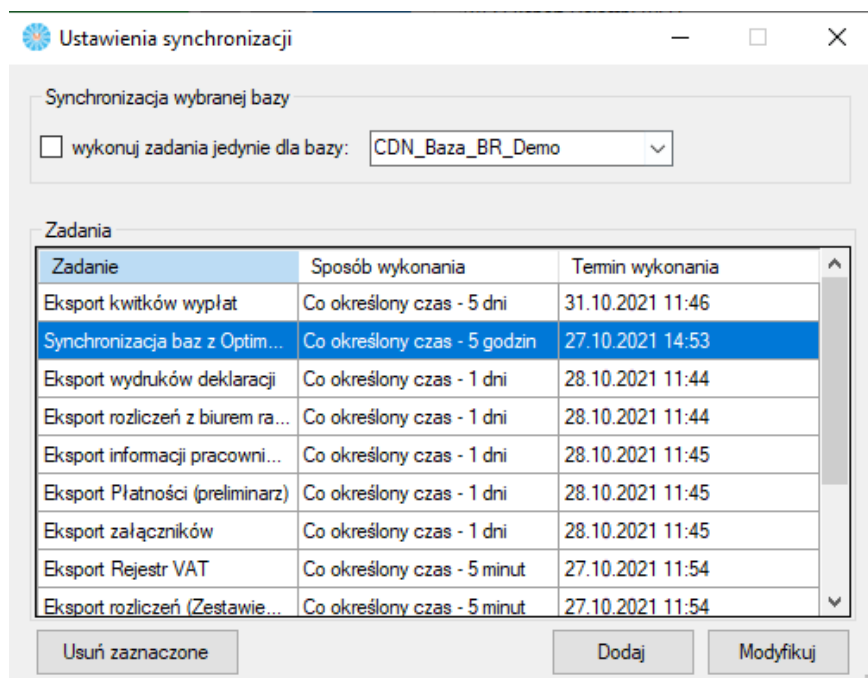 Ustawienia synchronizacji
Synchronizacja wybranej bazy
wykonuj zadania jedynie dla bazy: CDN_Baza_BR_Demo
Zadania
Zadanie Sposób wykonania Termin wykonania
Eksport kwitków wypłat Co określony czas - 5 dni 31.10.2021 11:46
Synchronizacja baz z Optim... Co określony czas - 5 godzin 27.10.2021 14:53
Eksport wydruków deklaracji Co określony czas - 1 dni 28.10.2021 11:44
Eksport rozliczeń z biurem ra... Co określony czas - 1 dni 28.10.2021 11:44
Eksport informacji pracowni... Co określony czas - 1 dni 28.10.2021 11:45
Eksport Płatności (preliminarz) Co określony czas - 1 dni 28.10.2021 11:45
Eksport załączników Co określony czas - 1 dni 28.10.2021 11:45
Eksport Rejestr VAT Co określony czas - 5 minut 27.10.2021 11:54
Eksport rozliczeń (Zestawie... Co określony czas - 5 minut 27.10.2021 11:54
Usuń zaznaczone Dodaj Modyfikuj